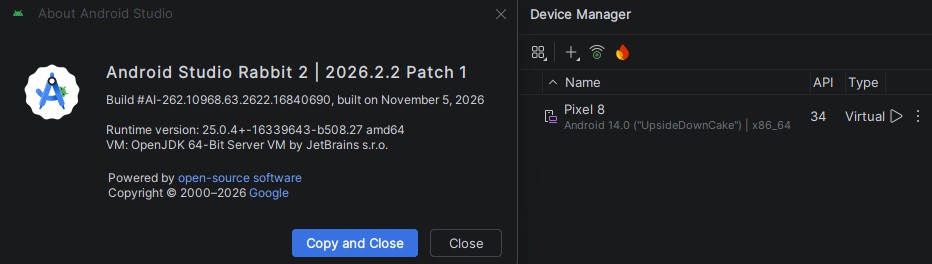 About Android Studio
Android Studio Rabbit 2 | 2026.2.2 Patch 1
Build #AI-262.10968.63.2622.16840690, built on November 5, 2026
Runtime version: 25.0.4+-16339643-b508.27 amd64
VM: OpenJDK 64-Bit Server VM by JetBrains s.r.o.
Powered by open-source software
Copyright © 2000–2026 Google
Copy and Close
Close
Device Manager
Name
API
Type
Pixel 8
Android 14.0 ("UpsideDownCake") | x86_64
34
Virtual